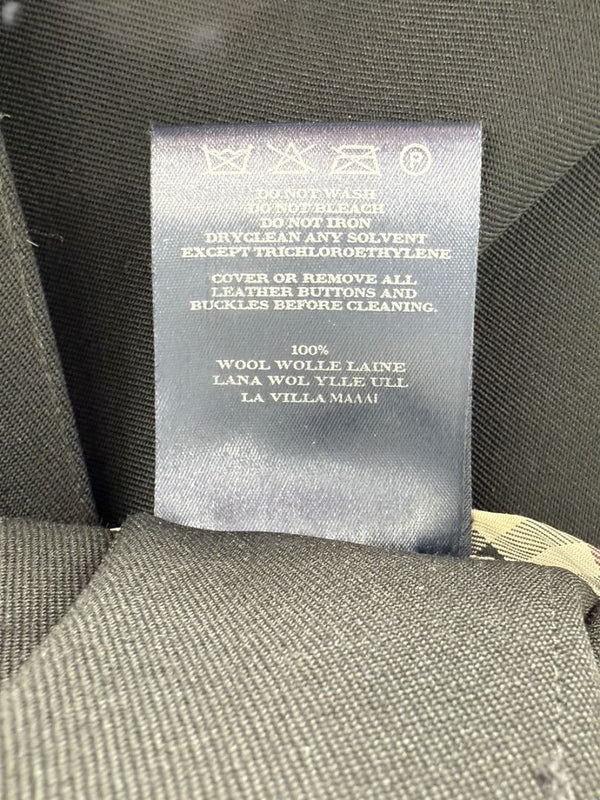 P
DO NOT WASH
DO NOT BLEACH
DO NOT IRON
DRYCLEAN ANY SOLVENT
EXCEPT TRICHLOROETHYLENE
COVER OR REMOVE ALL
LEATHER BUTTONS AND
BUCKLES BEFORE CLEANING.
100%
WOOL WOLLE LAINE
LANA WOL YLLE ULL
LA VILLA ΜΑΛΛΙ